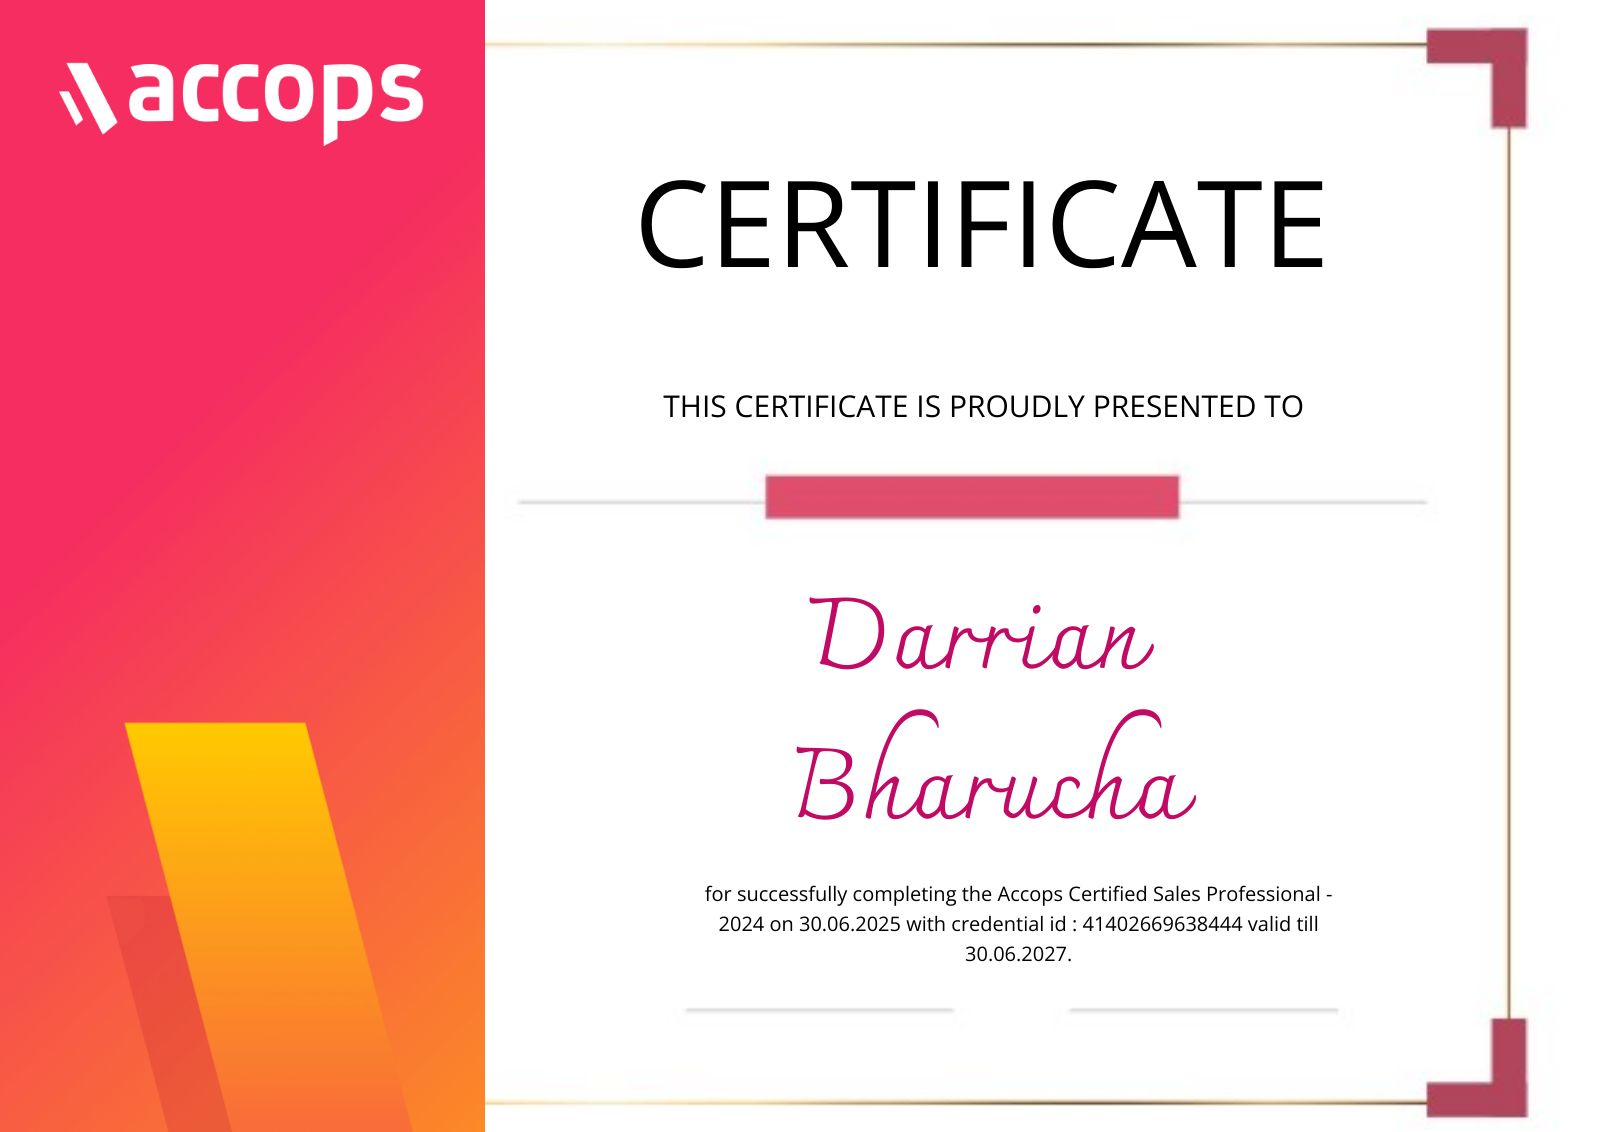 accops
CERTIFICATE
THIS CERTIFICATE IS PROUDLY PRESENTED TO
Darrian
Bharucha
for successfully completing the Accops Certified Sales Professional -
2024 on 30.06.2025 with credential id : 41402669638444 valid till
30.06.2027.